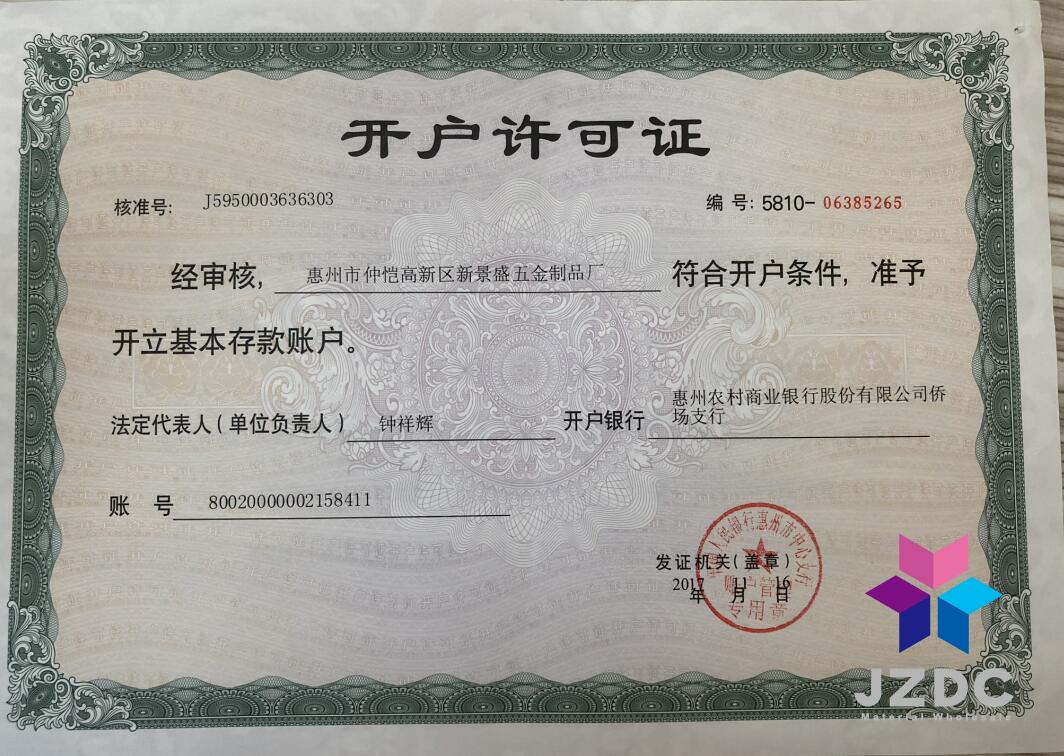 开户许可证
核准号: J5950003636303 编 号: 5810- 06385265
经审核, 惠州市仲恺高新区新景盛五金制品厂 符合开户条件, 准予
开立基本存款账户。
法定代表人(单位负责人) 钟祥辉 开户银行 惠州农村商业银行股份有限公司侨
场支行
账 号 80020000002158411
发证机关(盖章)
2017 年 11 月 16 日
中国人民银行惠州市中心支行
账户管理
专用章
JZDC